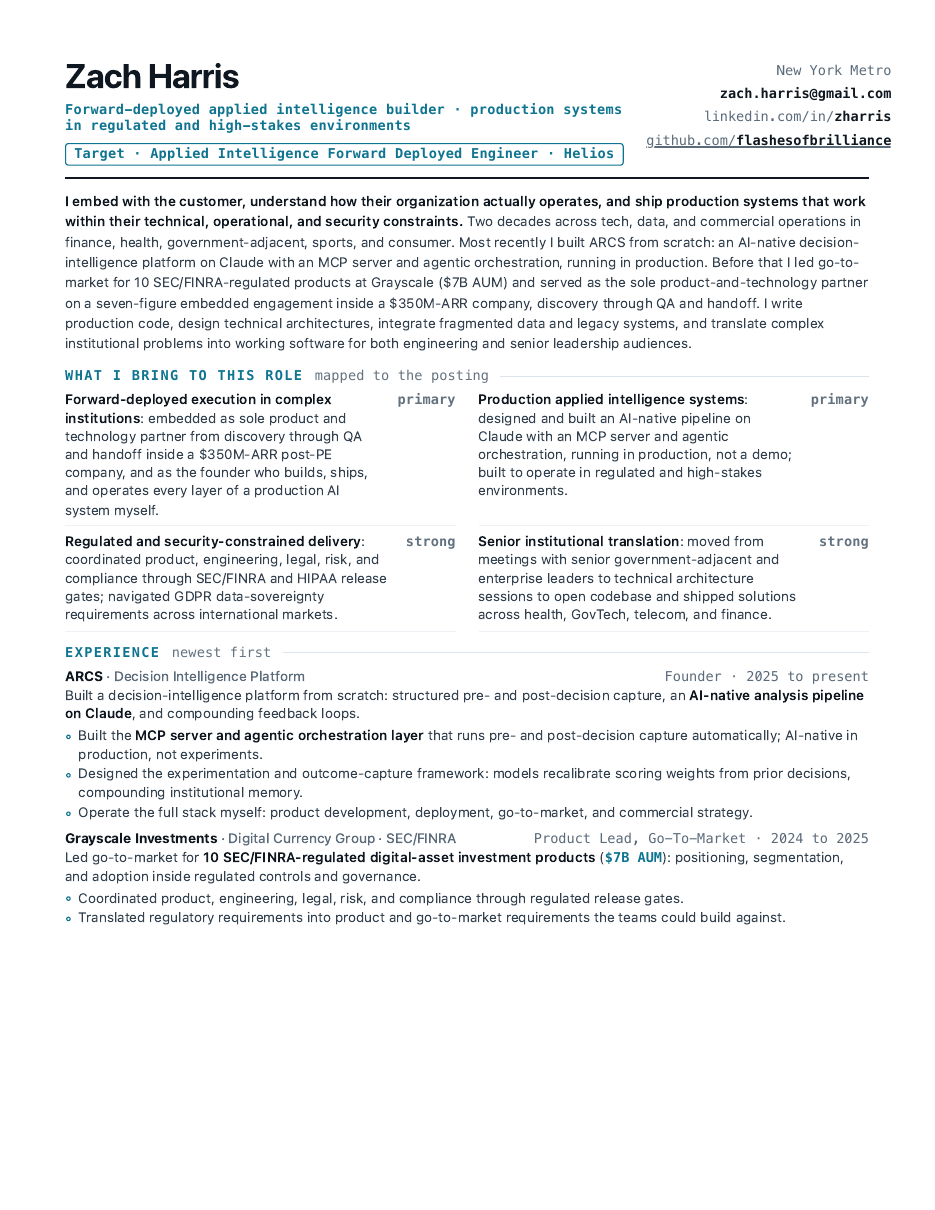 Zach Harris
New York Metro
zach.harris@gmail.com
linkedin.com/in/zharris
github.com/flashesofbrilliance
Forward-deployed applied intelligence builder · production systems
in regulated and high-stakes environments
Target · Applied Intelligence Forward Deployed Engineer · Helios
I embed with the customer, understand how their organization actually operates, and ship production systems that work
within their technical, operational, and security constraints. Two decades across tech, data, and commercial operations in
finance, health, government-adjacent, sports, and consumer. Most recently I built ARCS from scratch: an AI-native decision-
intelligence platform on Claude with an MCP server and agentic orchestration, running in production. Before that I led go-to-
market for 10 SEC/FINRA-regulated products at Grayscale ($7B AUM) and served as the sole product-and-technology partner
on a seven-figure embedded engagement inside a $350M-ARR company, discovery through QA and handoff. I write
production code, design technical architectures, integrate fragmented data and legacy systems, and translate complex
institutional problems into working software for both engineering and senior leadership audiences.
WHAT I BRING TO THIS ROLE mapped to the posting
Forward-deployed execution in complex primary
institutions: embedded as sole product and
technology partner from discovery through QA
and handoff inside a $350M-ARR post-PE
company, and as the founder who builds, ships,
and operates every layer of a production AI
system myself.
Production applied intelligence systems: primary
designed and built an AI-native pipeline on
Claude with an MCP server and agentic
orchestration, running in production, not a demo;
built to operate in regulated and high-stakes
environments.
Regulated and security-constrained delivery: strong
coordinated product, engineering, legal, risk, and
compliance through SEC/FINRA and HIPAA release
gates; navigated GDPR data-sovereignty
requirements across international markets.
Senior institutional translation: moved from strong
meetings with senior government-adjacent and
enterprise leaders to technical architecture
sessions to open codebase and shipped solutions
across health, GovTech, telecom, and finance.
EXPERIENCE newest first
ARCS · Decision Intelligence Platform Founder · 2025 to present
Built a decision-intelligence platform from scratch: structured pre- and post-decision capture, an AI-native analysis pipeline
on Claude, and compounding feedback loops.
Built the MCP server and agentic orchestration layer that runs pre- and post-decision capture automatically; AI-native in
production, not experiments.
Designed the experimentation and outcome-capture framework: models recalibrate scoring weights from prior decisions,
compounding institutional memory.
Operate the full stack myself: product development, deployment, go-to-market, and commercial strategy.
Grayscale Investments · Digital Currency Group · SEC/FINRA Product Lead, Go-To-Market · 2024 to 2025
Led go-to-market for 10 SEC/FINRA-regulated digital-asset investment products ($7B AUM): positioning, segmentation,
and adoption inside regulated controls and governance.
Coordinated product, engineering, legal, risk, and compliance through regulated release gates.
Translated regulatory requirements into product and go-to-market requirements the teams could build against.